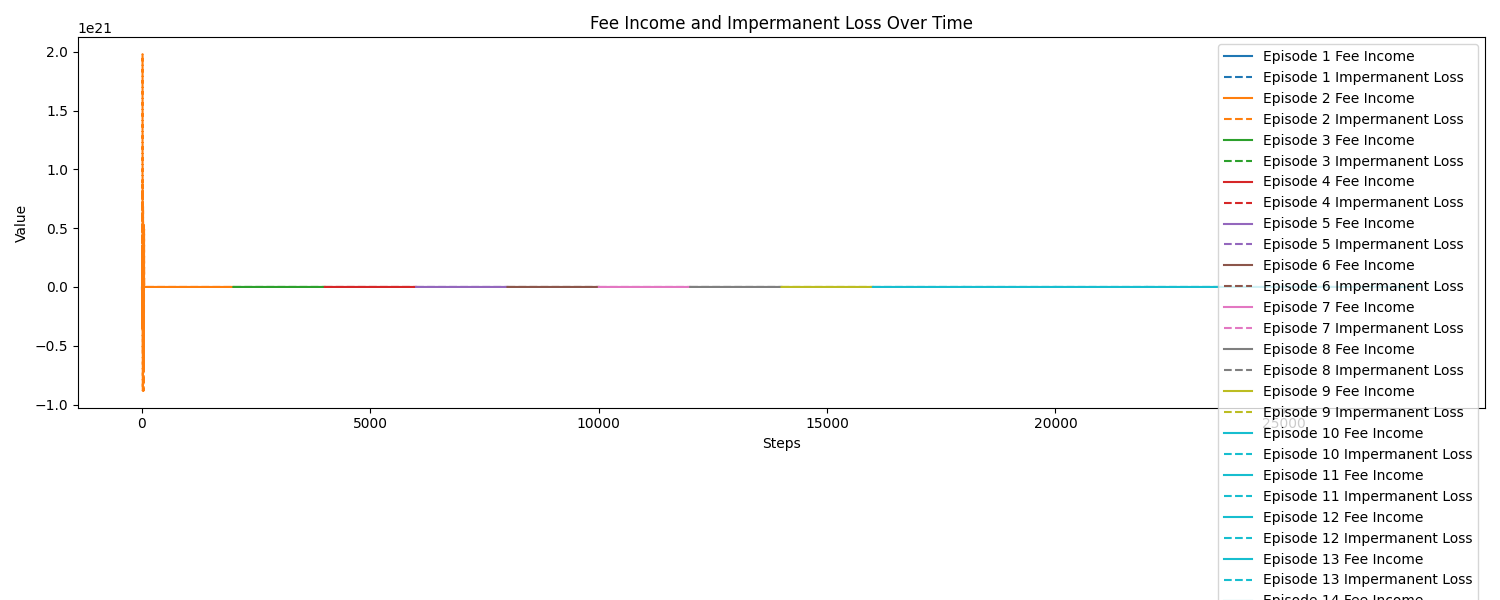 Fee Income and Impermanent Loss Over Time
1e21
2.0
1.5
1.0
0.5
0.0
−0.5
−1.0
Value
0
5000
10000
15000
20000
25000
Steps
Episode 1 Fee Income
Episode 1 Impermanent Loss
Episode 2 Fee Income
Episode 2 Impermanent Loss
Episode 3 Fee Income
Episode 3 Impermanent Loss
Episode 4 Fee Income
Episode 4 Impermanent Loss
Episode 5 Fee Income
Episode 5 Impermanent Loss
Episode 6 Fee Income
Episode 6 Impermanent Loss
Episode 7 Fee Income
Episode 7 Impermanent Loss
Episode 8 Fee Income
Episode 8 Impermanent Loss
Episode 9 Fee Income
Episode 9 Impermanent Loss
Episode 10 Fee Income
Episode 10 Impermanent Loss
Episode 11 Fee Income
Episode 11 Impermanent Loss
Episode 12 Fee Income
Episode 12 Impermanent Loss
Episode 13 Fee Income
Episode 13 Impermanent Loss
Episode 14 Fee Income